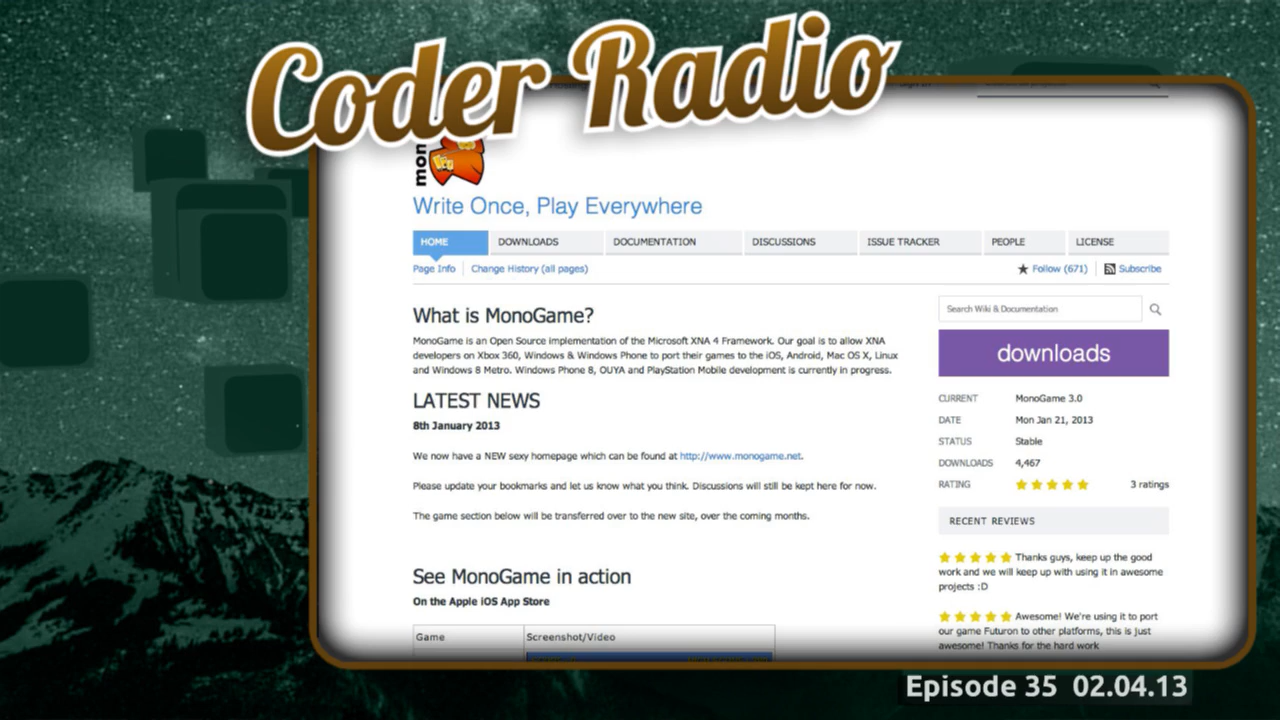 Coder Radio
mon
Write Once, Play Everywhere
HOME DOWNLOADS DOCUMENTATION DISCUSSIONS ISSUE TRACKER PEOPLE LICENSE
Page Info Change History (all pages) Follow (671) Subscribe
What is MonoGame?
MonoGame is an Open Source implementation of the Microsoft XNA 4 Framework. Our goal is to allow XNA
developers on Xbox 360, Windows & Windows Phone to port their games to the iOS, Android, Mac OS X, Linux
and Windows 8 Metro. Windows Phone 8, OUYA and PlayStation Mobile development is currently in progress.
LATEST NEWS
8th January 2013
We now have a NEW sexy homepage which can be found at http://www.monogame.net.
Please update your bookmarks and let us know what you think. Discussions will still be kept here for now.
The game section below will be transferred over to the new site, over the coming months.
See MonoGame in action
On the Apple iOS App Store
Game Screenshot/Video
Search Wiki & Documentation
downloads
CURRENT MonoGame 3.0
DATE Mon Jan 21, 2013
STATUS Stable
DOWNLOADS 4,467
RATING 3 ratings
RECENT REVIEWS
Thanks guys, keep up the good
work and we will keep up with using it in awesome
projects :D
Awesome! We're using it to port
our game Futuron to other platforms, this is just
awesome! Thanks for the hard work
Episode 35 02.04.13